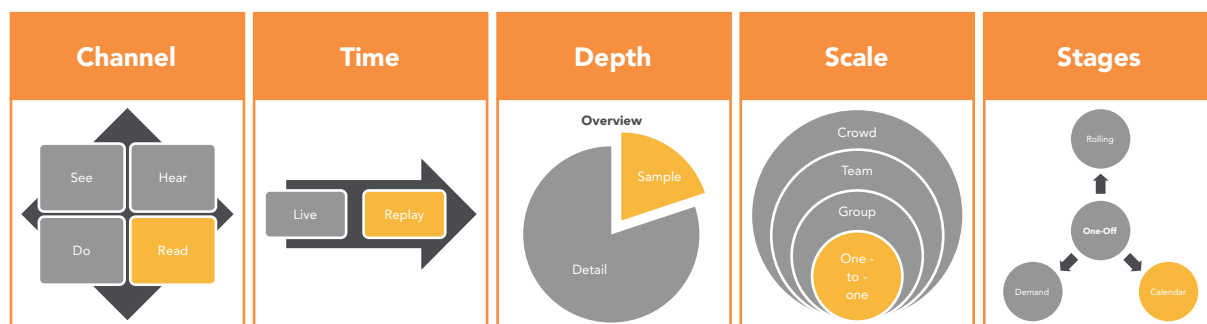 Channel
See
Hear
Do
Read
Time
Live
Replay
Depth
Overview
Sample
Detail
Scale
Crowd
Team
Group
One -
to -
one
Stages
Rolling
One-Off
Demand
Calendar